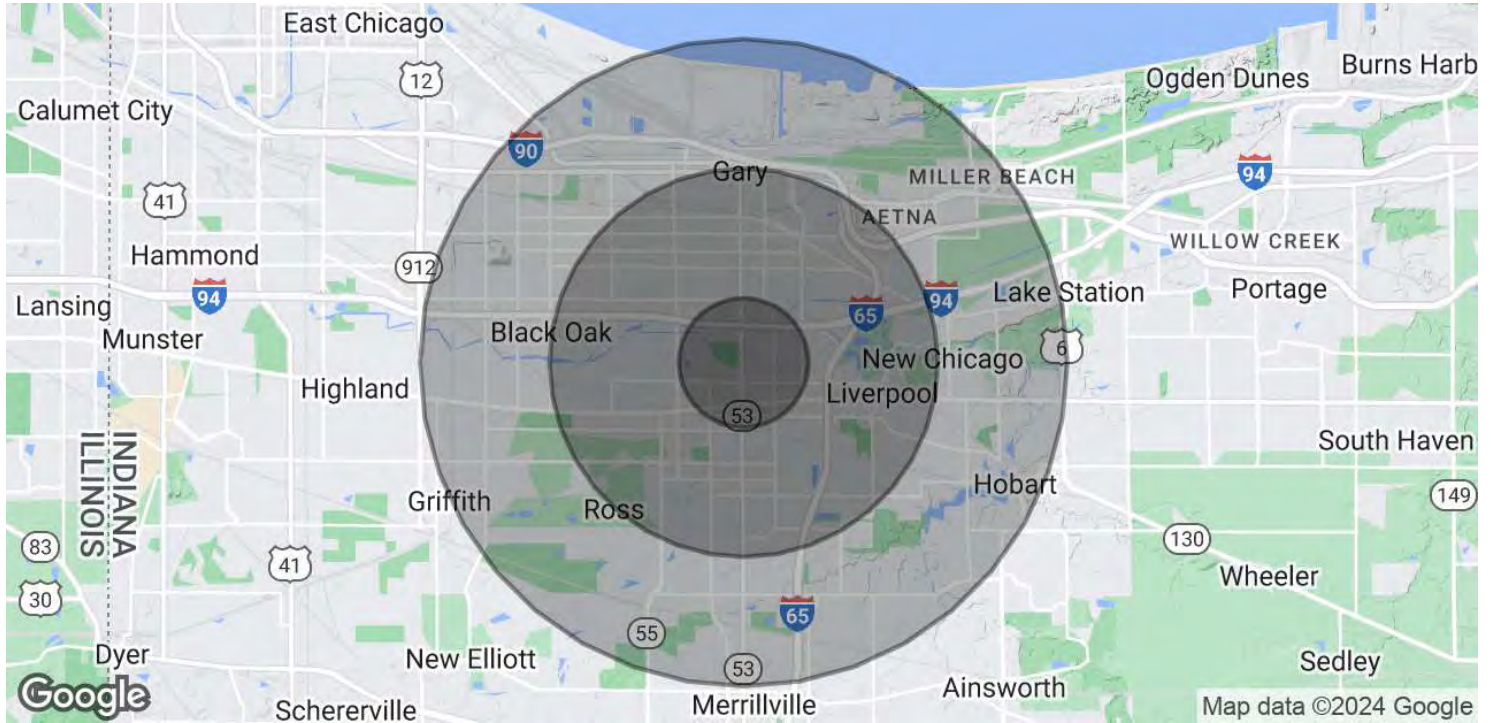 East Chicago
12
Calumet City
Ogden Dunes
Burns Harb
90
Gary
MILLER BEACH
94
41
AETNA
Hammond
912
WILLOW CREEK
94
Lansing
65
94
Lake Station
Portage
Munster
Black Oak
New Chicago
6
Highland
Liverpool
53
INDIANA
ILLINOIS
South Haven
Griffith
Ross
Hobart
149
83
41
130
30
Wheeler
65
55
Dyer
New Elliott
53
Sedley
Google
Schererville
Merrillville
Ainsworth
Map data ©2024 Google